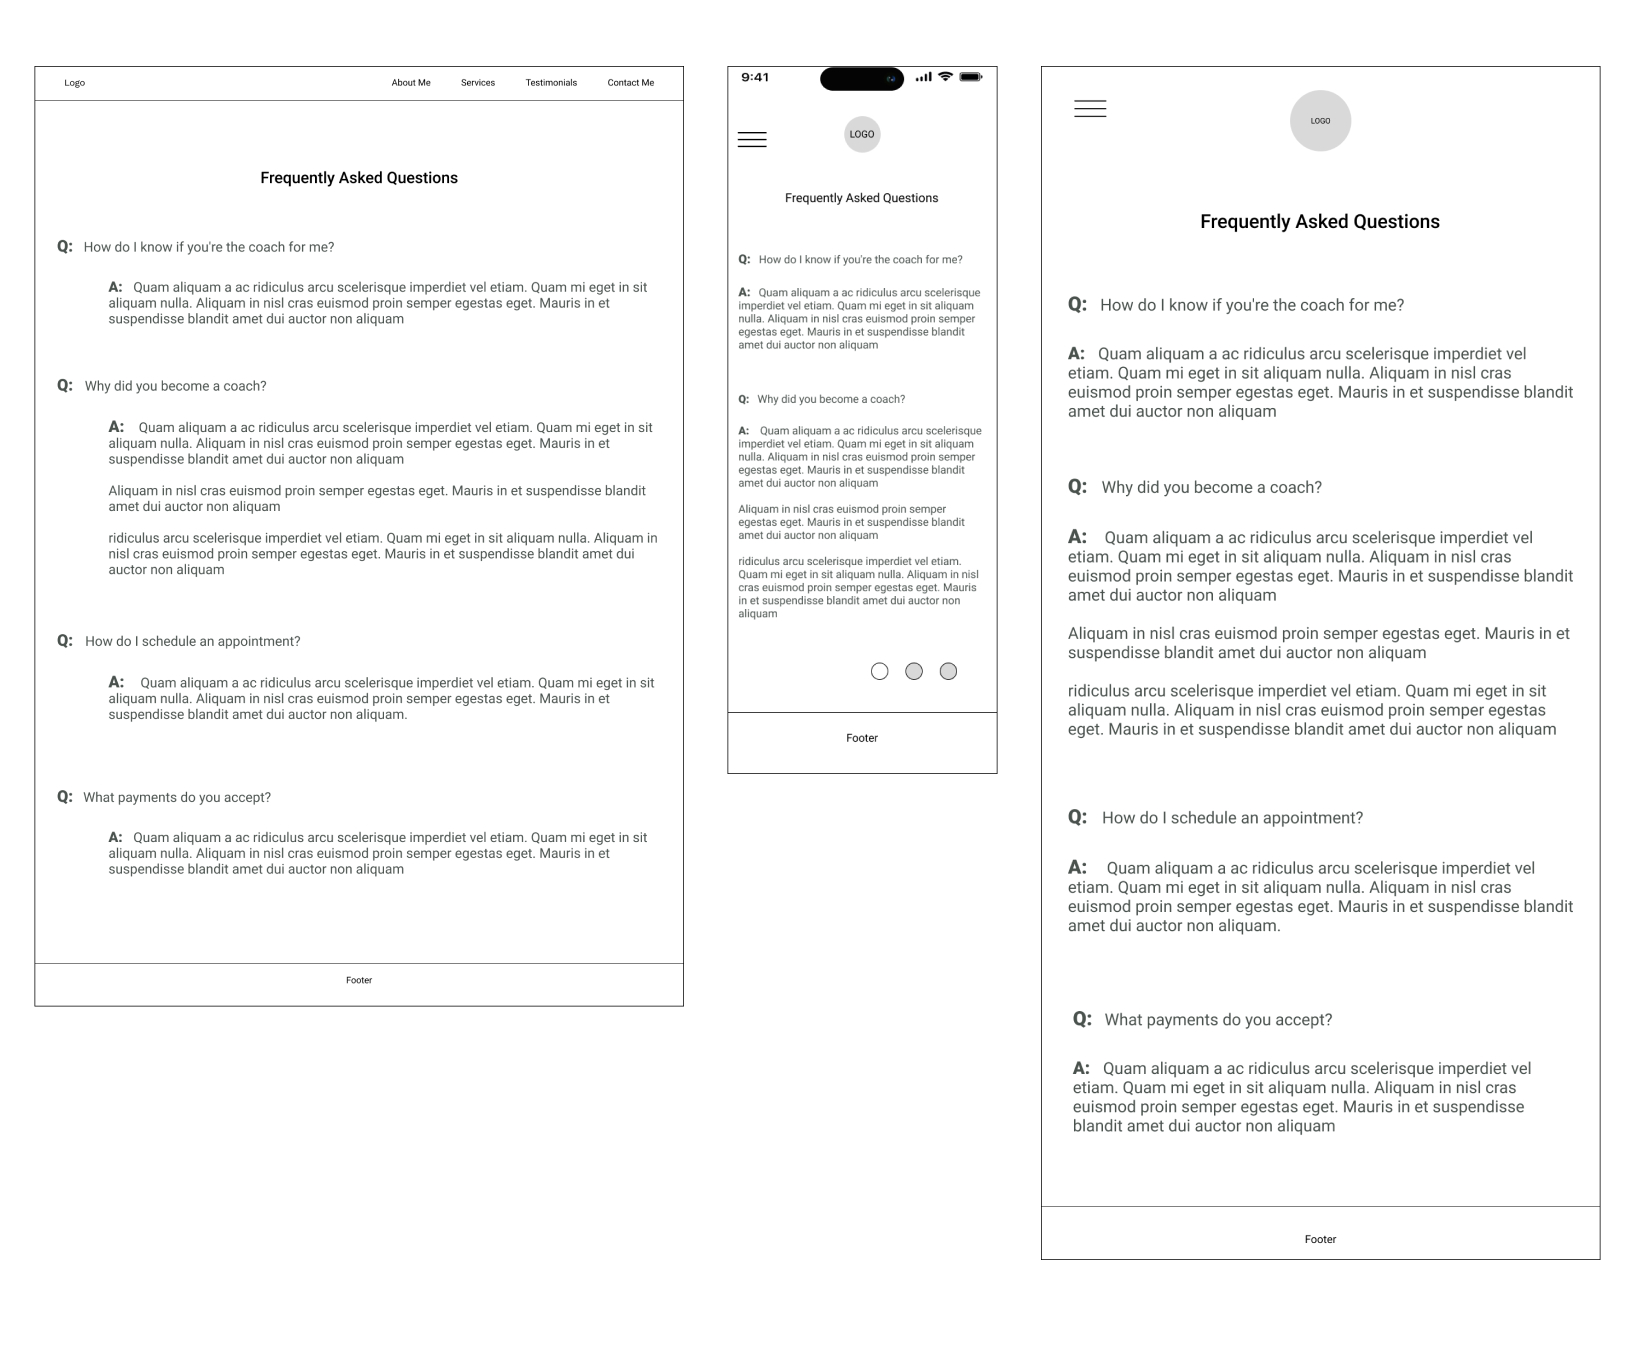 Logo
About Me
Services
Testimonials
Contact Me
Frequently Asked Questions
Q: How do I know if you're the coach for me?
A: Quam aliquam a ac ridiculus arcu scelerisque imperdiet vel etiam. Quam mi eget in sit
aliquam nulla. Aliquam in nisl cras euismod proin semper egestas eget. Mauris in et
suspendisse blandit amet dui auctor non aliquam
Q: Why did you become a coach?
A: Quam aliquam a ac ridiculus arcu scelerisque imperdiet vel etiam. Quam mi eget in sit
aliquam nulla. Aliquam in nisl cras euismod proin semper egestas eget. Mauris in et
suspendisse blandit amet dui auctor non aliquam
Aliquam in nisl cras euismod proin semper egestas eget. Mauris in et suspendisse blandit
amet dui auctor non aliquam
ridiculus arcu scelerisque imperdiet vel etiam. Quam mi eget in sit aliquam nulla. Aliquam in
nisl cras euismod proin semper egestas eget. Mauris in et suspendisse blandit amet dui
auctor non aliquam
Q: How do I schedule an appointment?
A: Quam aliquam a ac ridiculus arcu scelerisque imperdiet vel etiam. Quam mi eget in sit
aliquam nulla. Aliquam in nisl cras euismod proin semper egestas eget. Mauris in et
suspendisse blandit amet dui auctor non aliquam.
Q: What payments do you accept?
A: Quam aliquam a ac ridiculus arcu scelerisque imperdiet vel etiam. Quam mi eget in sit
aliquam nulla. Aliquam in nisl cras euismod proin semper egestas eget. Mauris in et
suspendisse blandit amet dui auctor non aliquam
Footer
9:41
LOGO
Frequently Asked Questions
Q: How do I know if you're the coach for me?
A: Quam aliquam a ac ridiculus arcu scelerisque
imperdiet vel etiam. Quam mi eget in sit aliquam
nulla. Aliquam in nisl cras euismod proin semper
egestas eget. Mauris in et suspendisse blandit
amet dui auctor non aliquam
Q: Why did you become a coach?
A: Quam aliquam a ac ridiculus arcu scelerisque
imperdiet vel etiam. Quam mi eget in sit aliquam
nulla. Aliquam in nisl cras euismod proin semper
egestas eget. Mauris in et suspendisse blandit
amet dui auctor non aliquam
Aliquam in nisl cras euismod proin semper
egestas eget. Mauris in et suspendisse blandit
amet dui auctor non aliquam
ridiculus arcu scelerisque imperdiet vel etiam.
Quam mi eget in sit aliquam nulla. Aliquam in nisl
cras euismod proin semper egestas eget. Mauris
in et suspendisse blandit amet dui auctor non
aliquam
Footer
LOGO
Frequently Asked Questions
Q: How do I know if you're the coach for me?
A: Quam aliquam a ac ridiculus arcu scelerisque imperdiet vel
etiam. Quam mi eget in sit aliquam nulla. Aliquam in nisl cras
euismod proin semper egestas eget. Mauris in et suspendisse blandit
amet dui auctor non aliquam
Q: Why did you become a coach?
A: Quam aliquam a ac ridiculus arcu scelerisque imperdiet vel
etiam. Quam mi eget in sit aliquam nulla. Aliquam in nisl cras
euismod proin semper egestas eget. Mauris in et suspendisse blandit
amet dui auctor non aliquam
Aliquam in nisl cras euismod proin semper egestas eget. Mauris in et
suspendisse blandit amet dui auctor non aliquam
ridiculus arcu scelerisque imperdiet vel etiam. Quam mi eget in sit
aliquam nulla. Aliquam in nisl cras euismod proin semper egestas
eget. Mauris in et suspendisse blandit amet dui auctor non aliquam
Q: How do I schedule an appointment?
A: Quam aliquam a ac ridiculus arcu scelerisque imperdiet vel
etiam. Quam mi eget in sit aliquam nulla. Aliquam in nisl cras
euismod proin semper egestas eget. Mauris in et suspendisse blandit
amet dui auctor non aliquam.
Q: What payments do you accept?
A: Quam aliquam a ac ridiculus arcu scelerisque imperdiet vel
etiam. Quam mi eget in sit aliquam nulla. Aliquam in nisl cras
euismod proin semper egestas eget. Mauris in et suspendisse
blandit amet dui auctor non aliquam
Footer